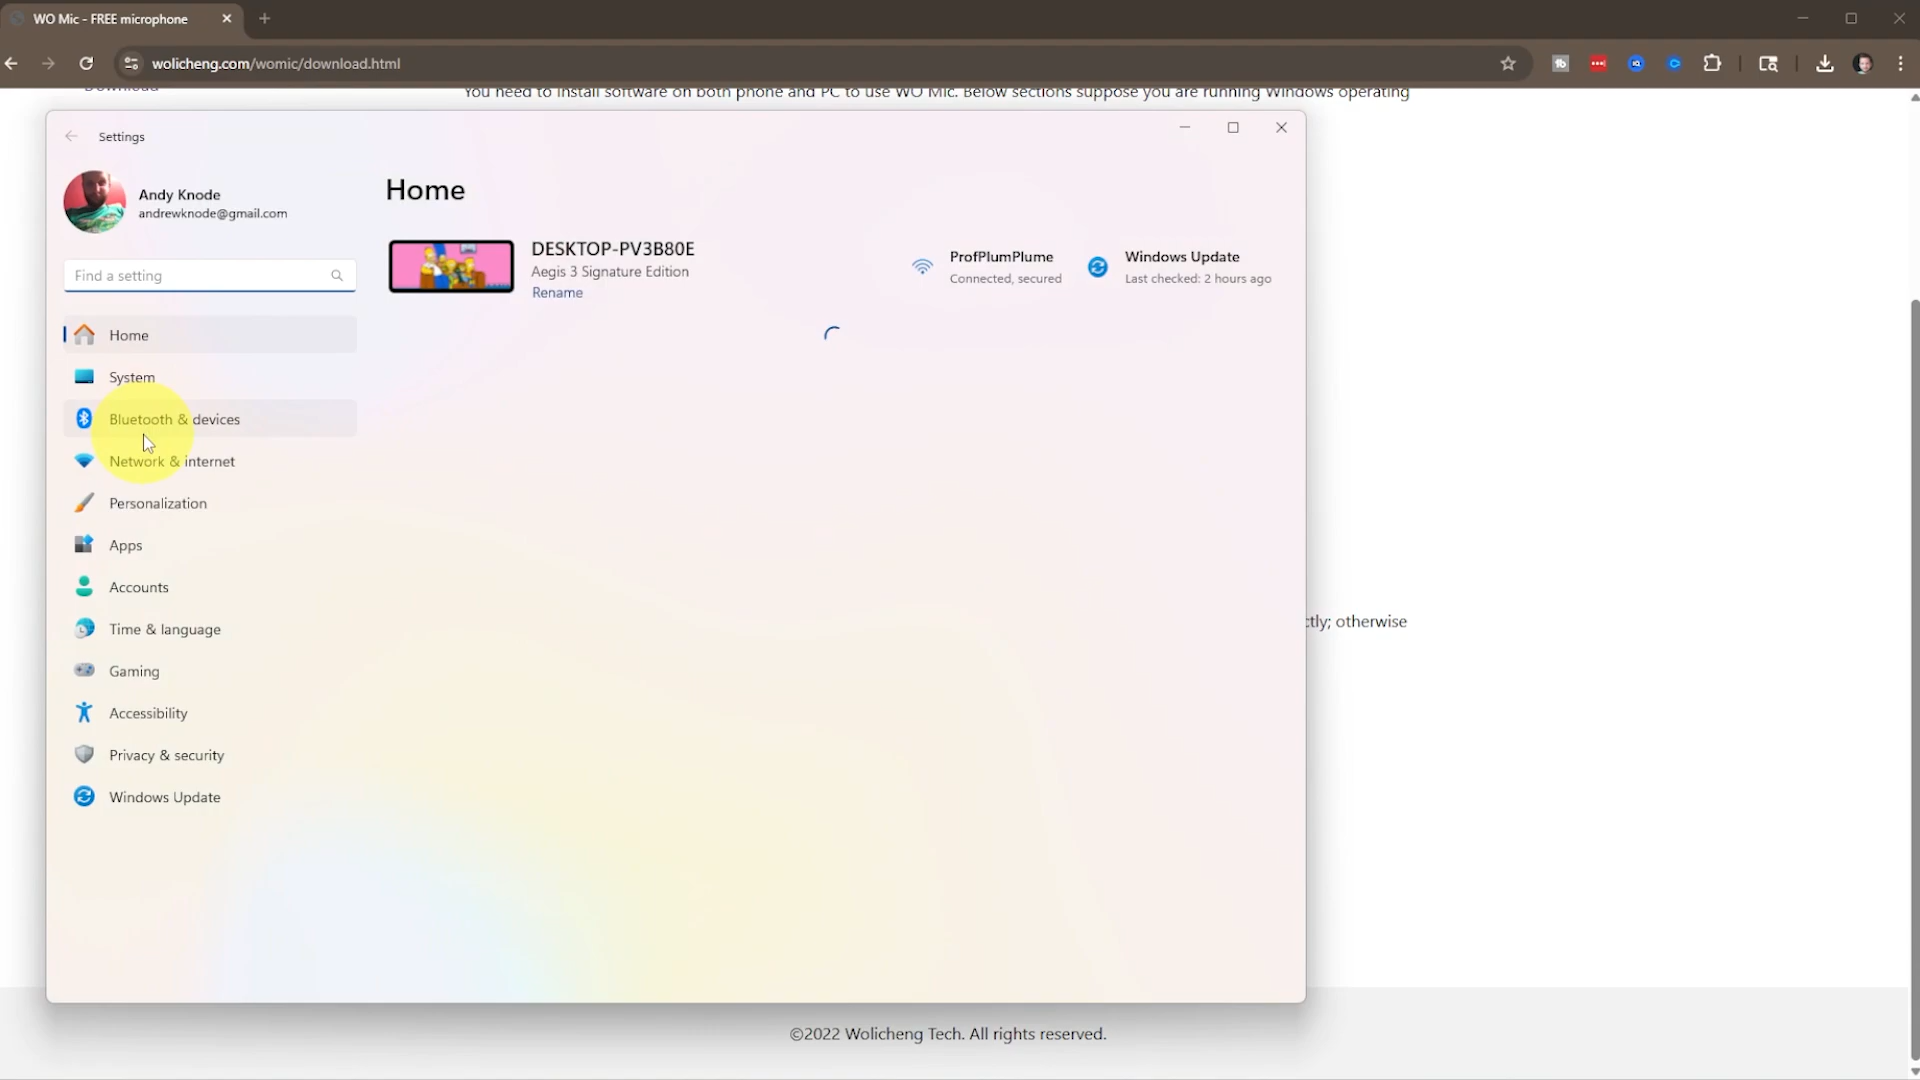 WO Mic - FREE microphone
wolicheng.com/womic/download.html
Download
You need to install software on both phone and PC to use WO Mic. Below sections suppose you are running Windows operating
Settings
Andy Knode
andrewknode@gmail.com
Find a setting
Home
System
Bluetooth & devices
Network & internet
Personalization
Apps
Accounts
Time & language
Gaming
Accessibility
Privacy & security
Windows Update
Home
DESKTOP-PV3B80E
Aegis 3 Signature Edition
Rename
ProfPlumPlume
Connected, secured
Windows Update
Last checked: 2 hours ago
ctly; otherwise
©2022 Wolicheng Tech. All rights reserved.